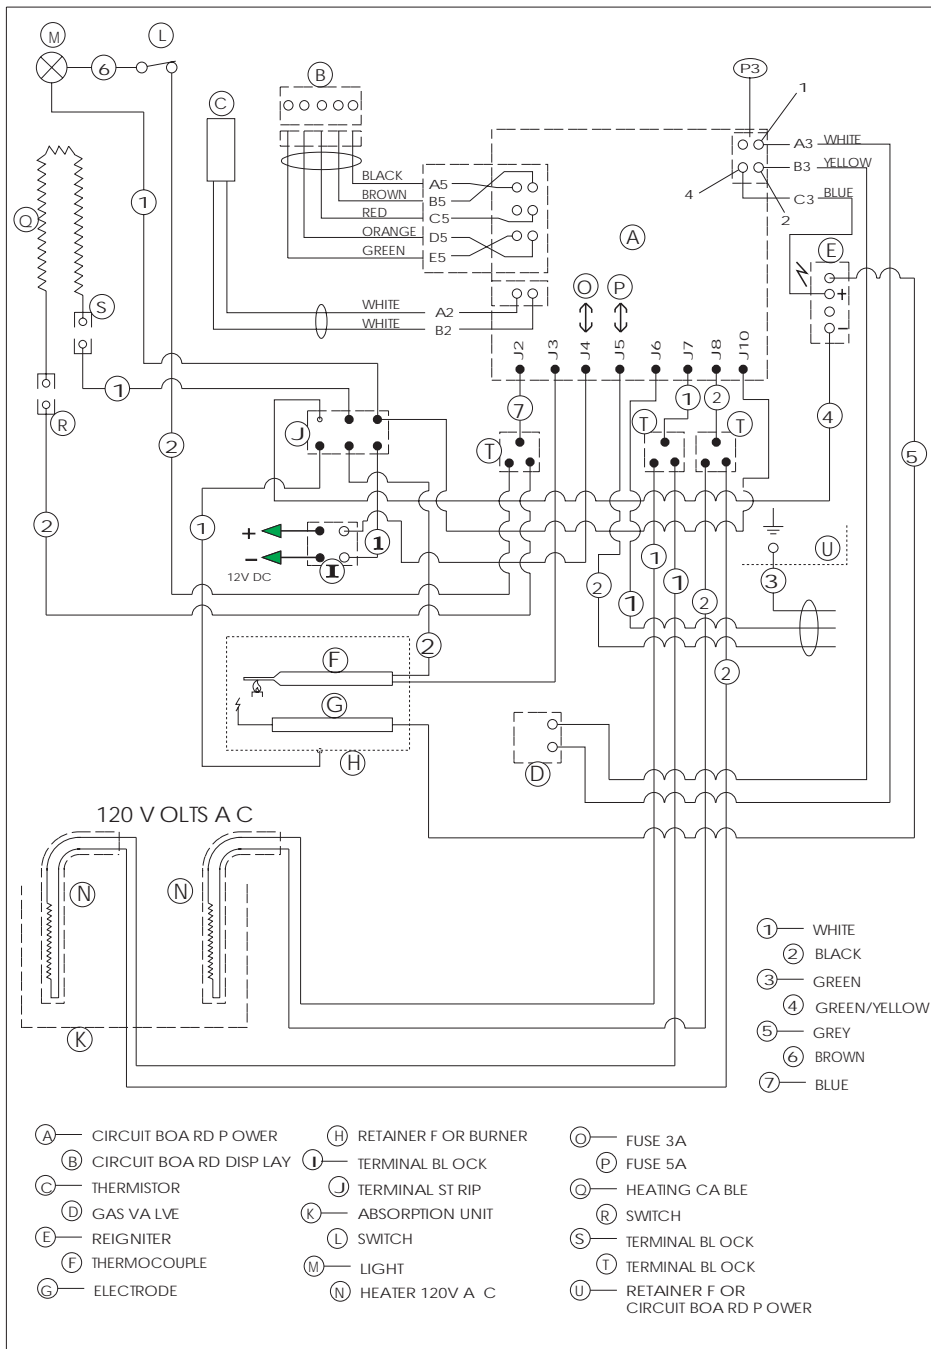 M
L
6
B
C
P3
1
A3 WHITE
B3 YELLOW
4
C3 BLUE
2
BLACK A5
BROWN B5
RED C5
ORANGE D5
GREEN E5
1
Q
A
E
+
–
S
O
P
WHITE A2
WHITE B2
J2
J3
J4
J5
J6
J7
J8
J10
1
R
7
1
2
4
J
T
T
T
2
5
1
2
+
–
12V DC
I
1
1
U
3
2
1
1
2
2
2
F
G
H
D
120 V OLTS A C
N
N
K
1 WHITE
2 BLACK
3 GREEN
4 GREEN/YELLOW
5 GREY
6 BROWN
7 BLUE
A CIRCUIT BOA RD P OWER
B CIRCUIT BOA RD DISP LAY
C THERMISTOR
D GAS VA LVE
E REIGNITER
F THERMOCOUPLE
G ELECTRODE
H RETAINER F OR BURNER
I TERMINAL BL OCK
J TERMINAL ST RIP
K ABSORPTION UNIT
L SWITCH
M LIGHT
N HEATER 120V A C
O FUSE 3A
P FUSE 5A
Q HEATING CA BLE
R SWITCH
S TERMINAL BL OCK
T TERMINAL BL OCK
U RETAINER F OR
CIRCUIT BOA RD P OWER